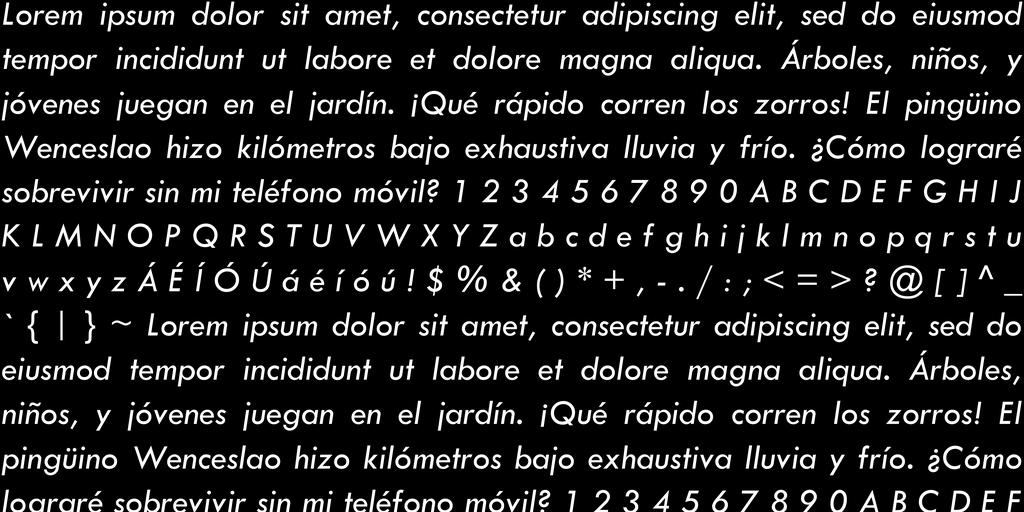 Lorem ipsum dolor sit amet, consectetur adipiscing elit, sed do eiusmod
tempor incididunt ut labore et dolore magna aliqua. Árboles, niños, y
jóvenes juegan en el jardín. ¡Qué rápido corren los zorros! El pingüino
Wenceslao hizo kilómetros bajo exhaustiva lluvia y frío. ¿Cómo lograré
sobrevivir sin mi teléfono móvil? 1 2 3 4 5 6 7 8 9 0 A B C D E F G H I J
K L M N O P Q R S T U V W X Y Z a b c d e f g h i j k l m n o p q r s t u
v w x y z Á É Í Ó Ú á é í ó ú ! $ % & ( ) * + , - . / : ; < = > ? @ [ ] ^ _
` { | } ~ Lorem ipsum dolor sit amet, consectetur adipiscing elit, sed do
eiusmod tempor incididunt ut labore et dolore magna aliqua. Árboles,
niños, y jóvenes juegan en el jardín. ¡Qué rápido corren los zorros! El
pingüino Wenceslao hizo kilómetros bajo exhaustiva lluvia y frío. ¿Cómo
lograré sobrevivir sin mi teléfono móvil? 1 2 3 4 5 6 7 8 9 0 A B C D E F